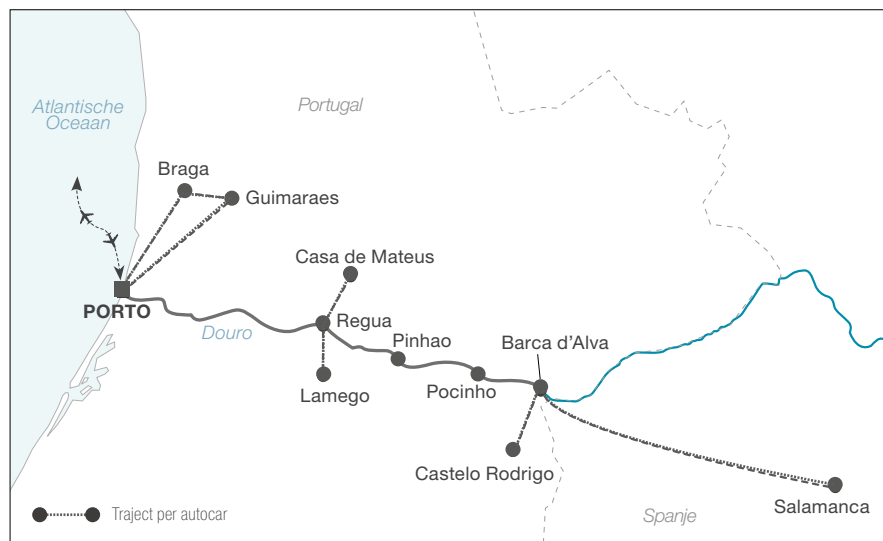 Atlantische
Oceaan
Portugal
Braga
Guimaraes
Casa de Mateus
PORTO
Douro
Regua
Pinhao
Barca d'Alva
Lamego
Pocinho
Castelo Rodrigo
Salamanca
Traject per autocar
Spanje